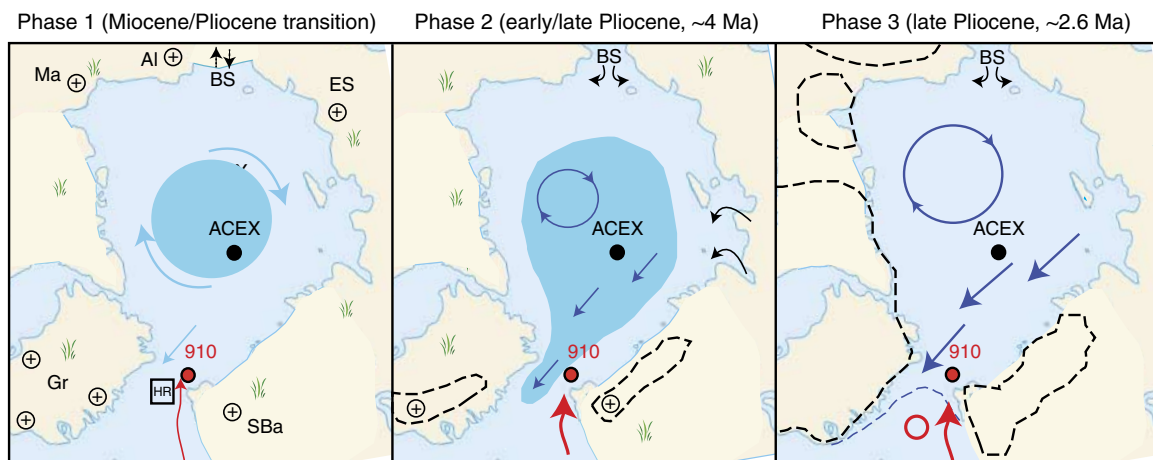 Phase 1 (Miocene/Pliocene transition)
Phase 2 (early/late Pliocene, ~4 Ma)
Phase 3 (late Pliocene, ~2.6 Ma)
Ma
Al
BS
ES
ACEX
910
HR
Gr
SBa
BS
ACEX
910
BS
ACEX
910